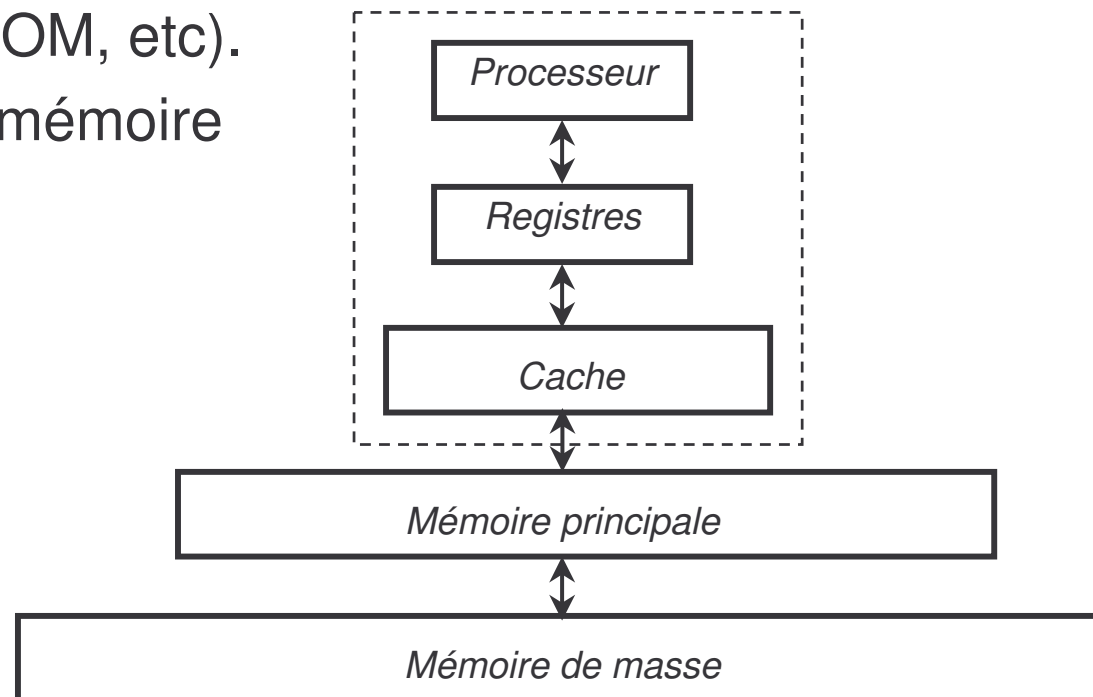 OM, etc).
Processeur
mémoire
Registres
Cache
Mémoire principale
Mémoire de masse